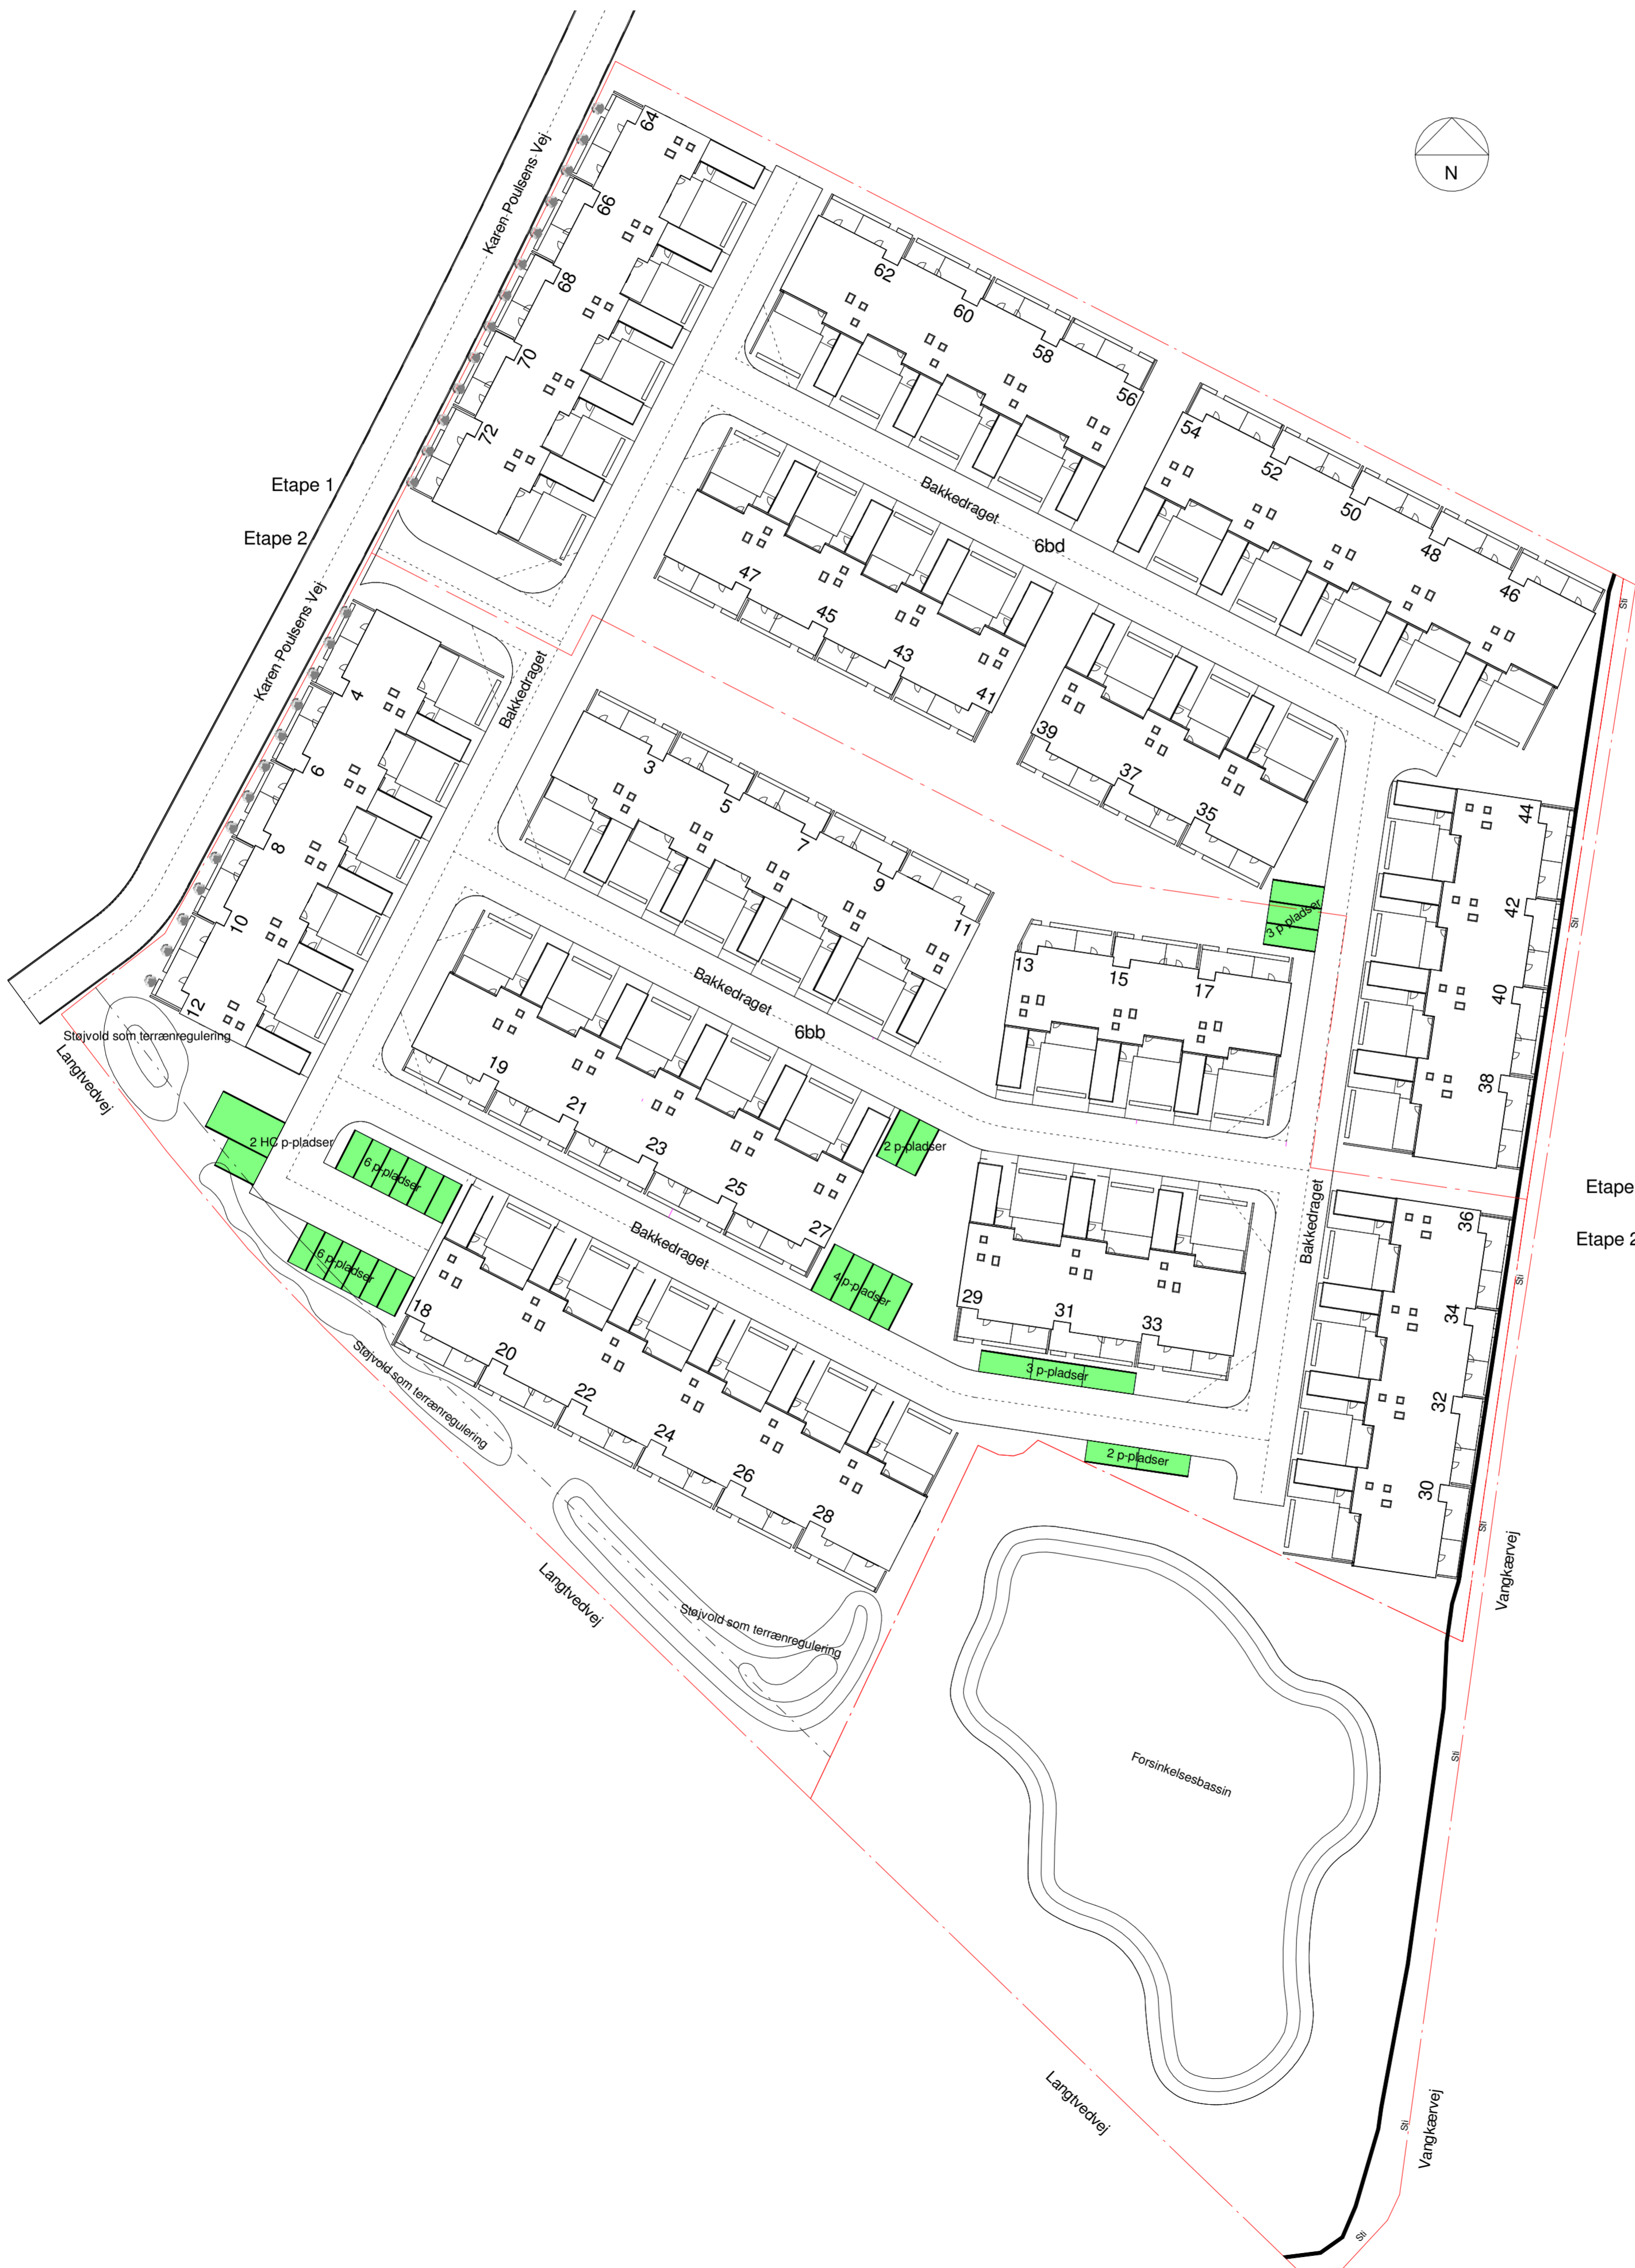 Karen Poulsens Vej
N
64
66
68
70
72
62
60
58
56
54
52
50
48
46
Etape 1
Etape 2
Bakkedraget
6bd
47
45
43
41
39
37
35
Sti
Karen Poulsens Vej
Bakkedraget
4
6
8
10
12
3
5
7
9
11
13
15
17
3 p-pladser
44
42
40
38
Sti
Bakkedraget
6bb
Støjvold som terrænregulering
Langtvedvej
2 HC p-pladser
6 p-pladser
6 p-pladser
19
21
23
25
27
2 p-pladser
4 p-pladser
Bakkedraget
29
31
33
3 p-pladser
2 p-pladser
Bakkedraget
Etape
Etape 2
36
34
32
30
Sti
Sti
18
20
22
24
26
28
Støjvold som terrænregulering
Støjvold som terrænregulering
Langtvedvej
Vangkærvej
Sti
Forsinkelsesbassin
Langtvedvej
Vangkærvej
Sti
Sti